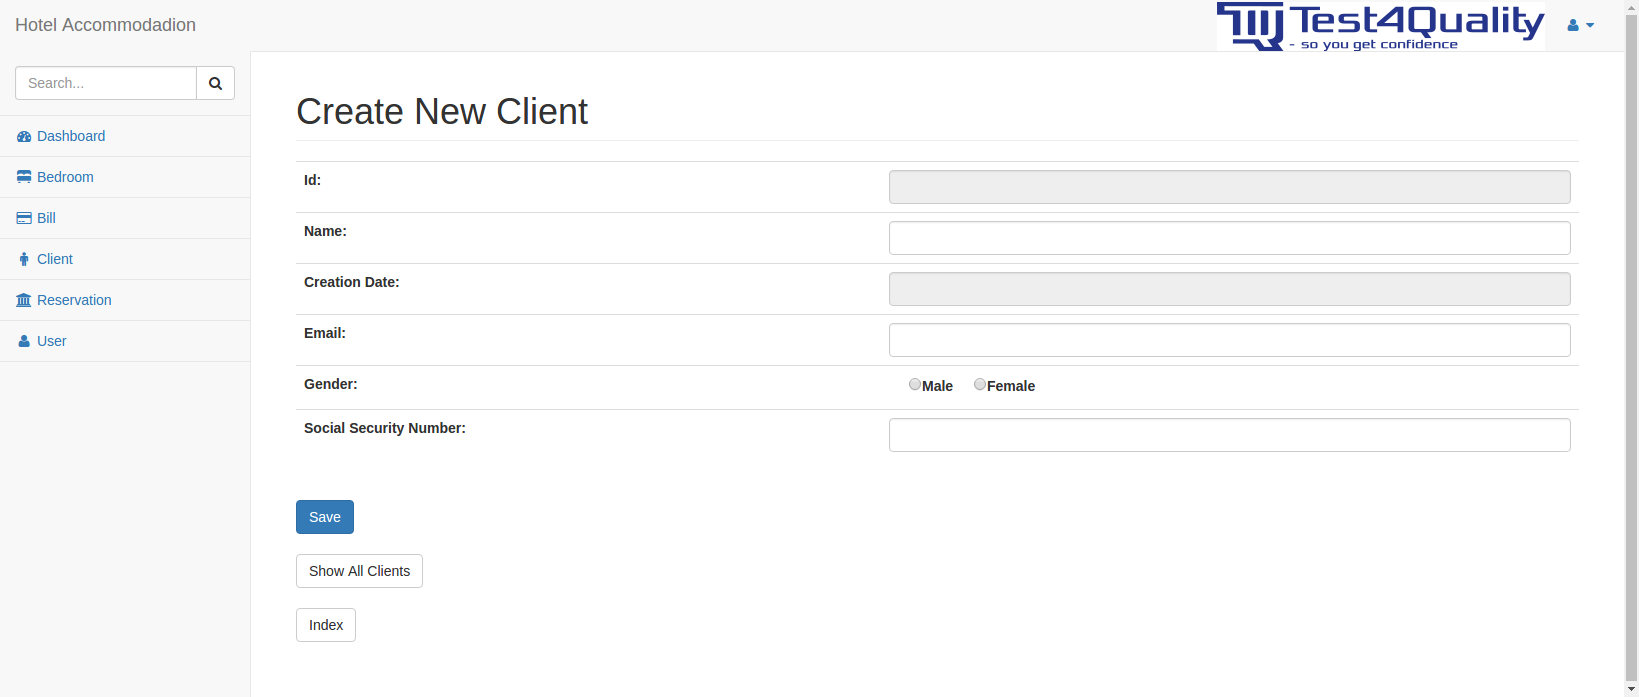 Hotel Accommodadion
Test4Quality
- so you get confidence
Search...
Dashboard
Bedroom
Bill
Client
Reservation
User
Create New Client
Id:
Name:
Creation Date:
Email:
Gender:
Male Female
Social Security Number:
Save
Show All Clients
Index